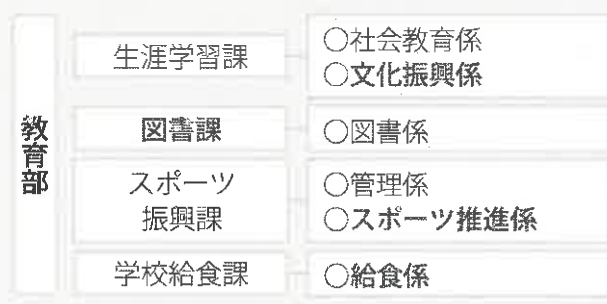 教育部
生涯学習課
○社会教育係
○文化振興係
図書課
○図書係
スポーツ
振興課
○管理係
○スポーツ推進係
学校給食課
○給食係